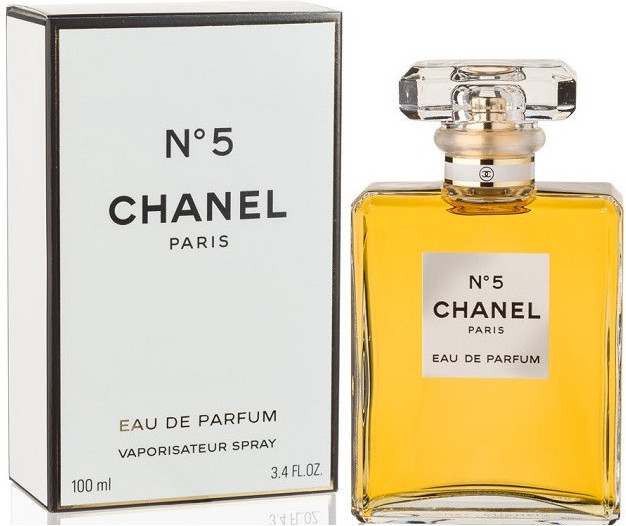 N°5
CHANEL
PARIS
EAU DE PARFUM
VAPORISATEUR SPRAY
100 ml 3.4 FL.OZ.
N°5
CHANEL
PARIS
EAU DE PARFUM